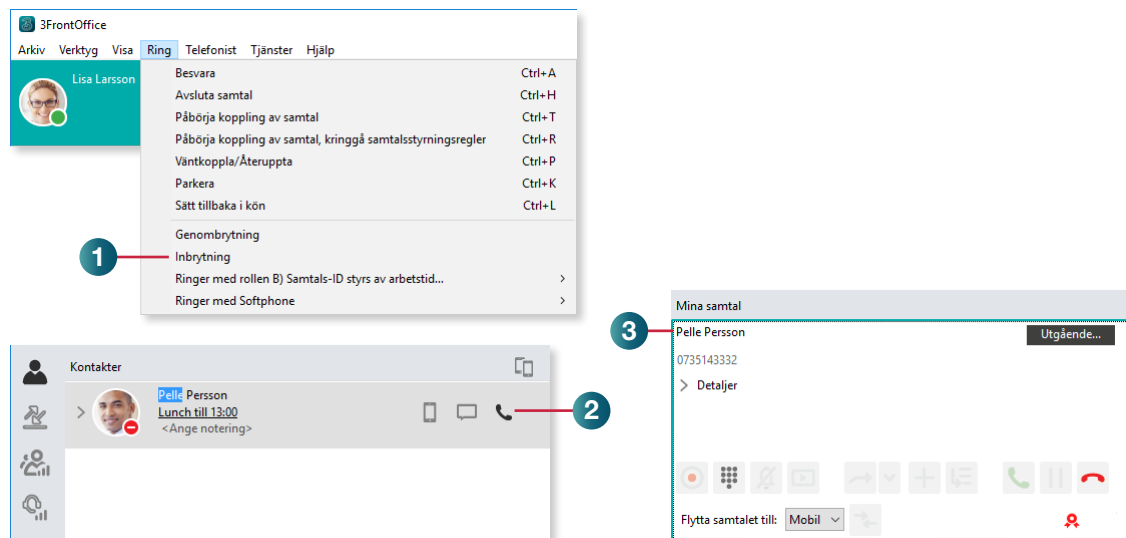 3FrontOffice
Arkiv Verktyg Visa Ring Telefonist Tjänster Hjälp
Lisa Larsson
Besvara Ctrl+A
Avsluta samtal Ctrl+H
Påbörja koppling av samtal Ctrl+T
Påbörja koppling av samtal, kringgå samtalsstyrningsregler Ctrl+R
Väntkoppla/Återuppta Ctrl+P
Parkera Ctrl+K
Sätt tillbaka i kön Ctrl+L
Genombrytning
1 Inbrytning
Ringer med rollen B) Samtals-ID styrs av arbetstid...
Ringer med Softphone
Kontakter
Pelle Persson
Lunch till 13:00
<Ange notering>
2
Mina samtal
3 Pelle Persson Utgående...
0735143332
Detaljer
Flytta samtalet till: Mobil